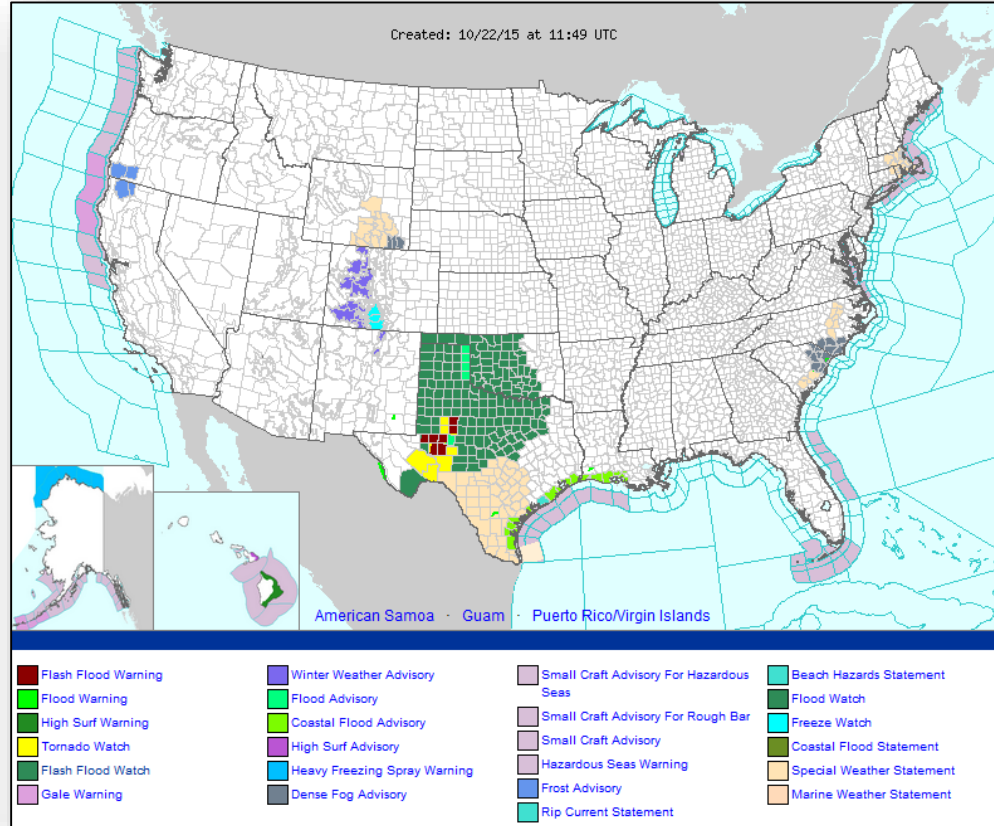 Created: 10/22/15 at 11:49 UTC
American Samoa - Guam - Puerto Rico/Virgin Islands
Flash Flood Warning
Flood Warning
High Surf Warning
Tornado Watch
Flash Flood Watch
Gale Warning
Winter Weather Advisory
Flood Advisory
Coastal Flood Advisory
High Surf Advisory
Heavy Freezing Spray Warning
Dense Fog Advisory
Small Craft Advisory For Hazardous
Seas
Small Craft Advisory For Rough Bar
Small Craft Advisory
Hazardous Seas Warning
Frost Advisory
Rip Current Statement
Beach Hazards Statement
Flood Watch
Freeze Watch
Coastal Flood Statement
Special Weather Statement
Marine Weather Statement